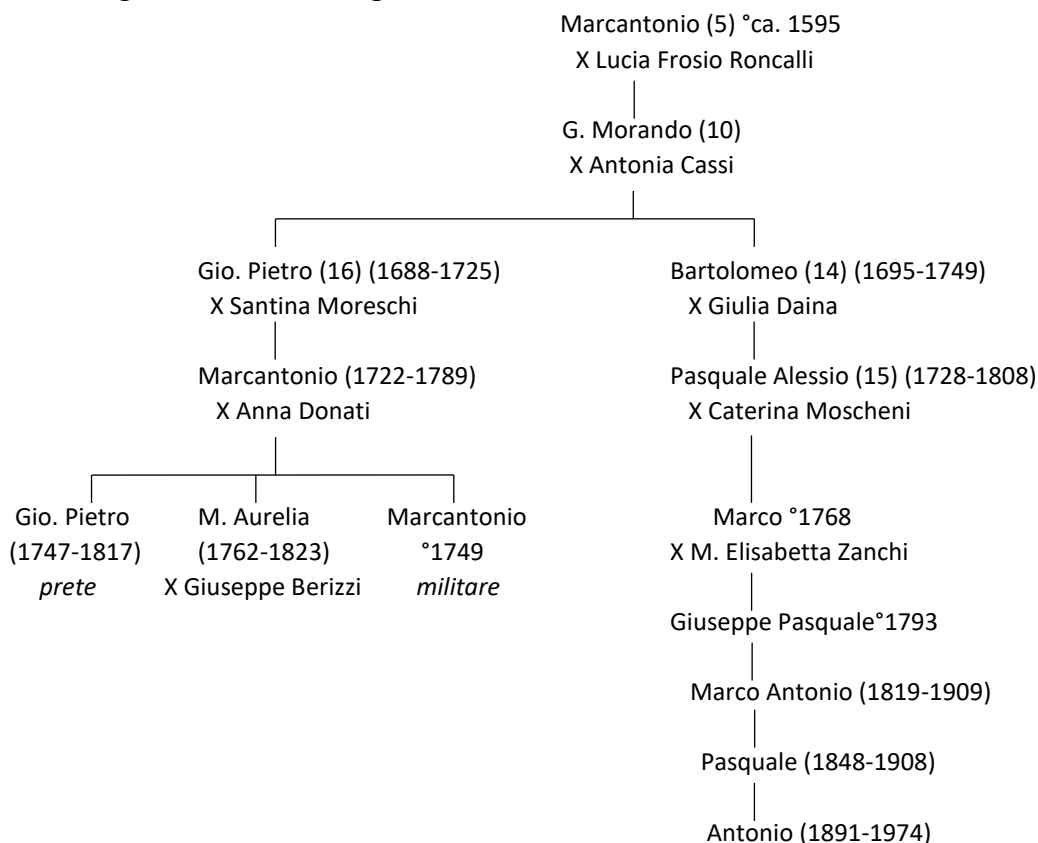 Marcantonio (5) °ca. 1595
X Lucia Frosio Roncalli
G. Morando (10)
X Antonia Cassi
Gio. Pietro (16) (1688-1725)
X Santina Moreschi
Bartolomeo (14) (1695-1749)
X Giulia Daina
Marcantonio (1722-1789)
X Anna Donati
Pasquale Alessio (15) (1728-1808)
X Caterina Moscheni
Gio. Pietro
(1747-1817)
prete
M. Aurelia
(1762-1823)
X Giuseppe Berizzi
Marcantonio
°1749
militare
Marco °1768
X M. Elisabetta Zanchi
Giuseppe Pasquale°1793
Marco Antonio (1819-1909)
Pasquale (1848-1908)
Antonio (1891-1974)